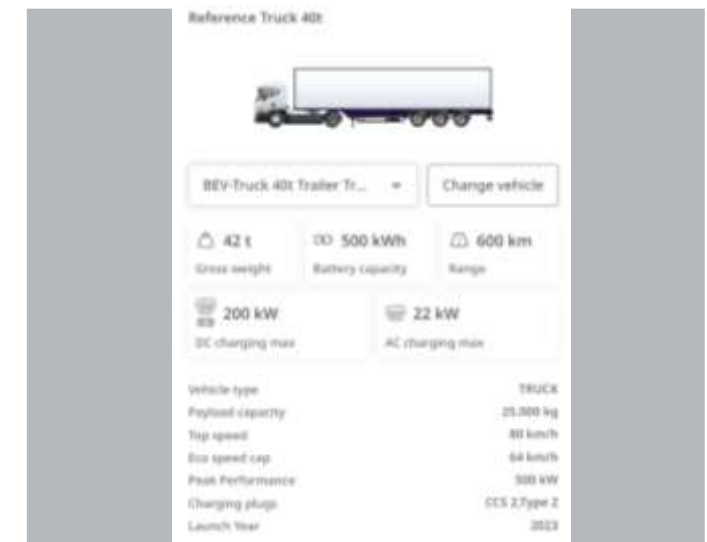 Reference Truck 40t
BEV-Truck 40t Trailer Tr...
Change vehicle
42 t
500 kWh
600 km
Gross weight
Battery capacity
Range
200 kW
22 kW
DC charging max
AC charging max
Vehicle type TRUCK
Payload capacity 25.000 kg
Top speed 80 km/h
Eco speed cap 64 km/h
Peak Performance 500 kW
Charging plugs CCS 2,Type 2
Launch Year 2023